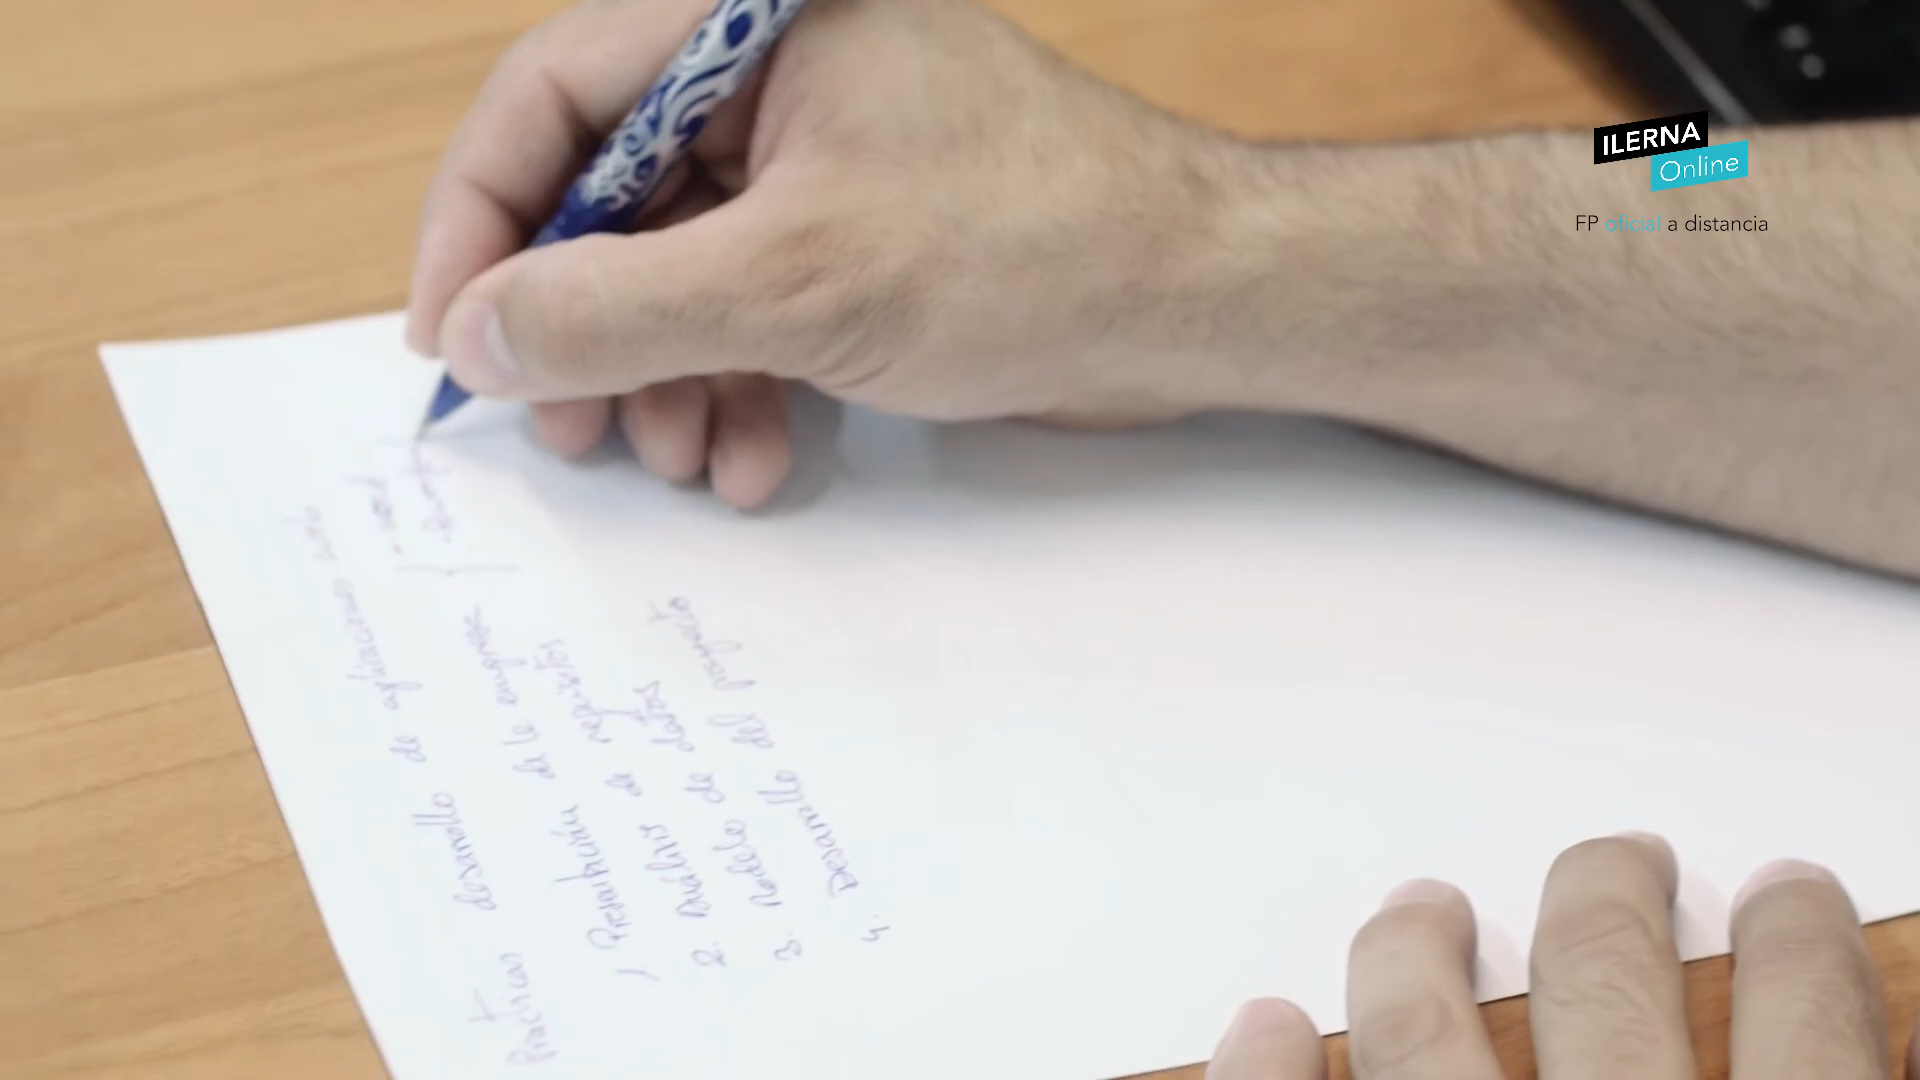 ILERNA
Online
FP oficial a distancia
Prácticas desarrollo de aplicaciones web
1 Presentación de la empresa
2. Análisis de requisitos
3. Modelo de datos
4. Desarrollo del proyecto